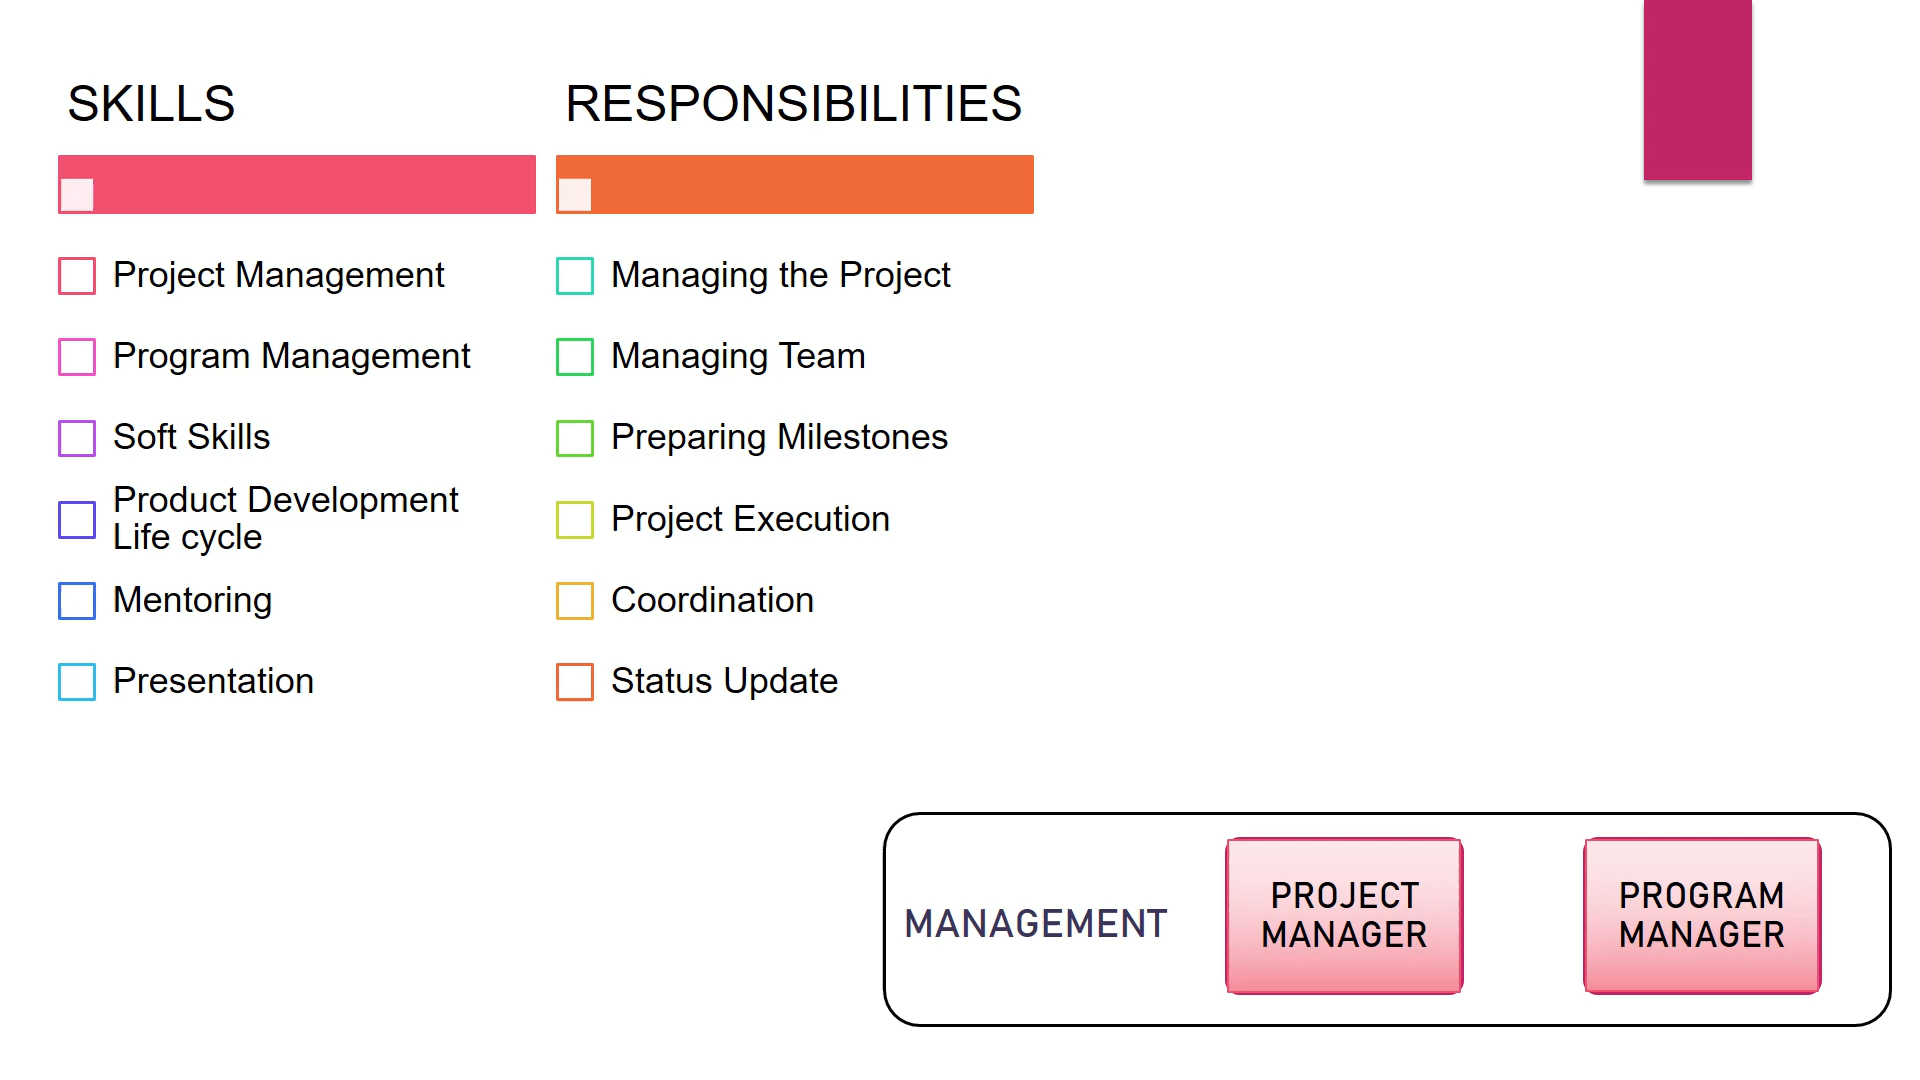 SKILLS
Project Management
Program Management
Soft Skills
Product Development
Life cycle
Mentoring
Presentation
RESPONSIBILITIES
Managing the Project
Managing Team
Preparing Milestones
Project Execution
Coordination
Status Update
MANAGEMENT
PROJECT
MANAGER
PROGRAM
MANAGER